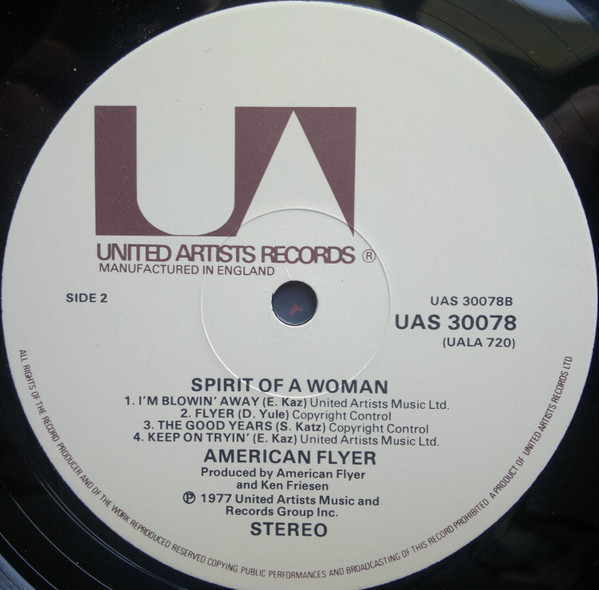 UA
UNITED ARTISTS RECORDS ®
MANUFACTURED IN ENGLAND
SIDE 2
UAS 30078B
UAS 30078
(UALA 720)
SPIRIT OF A WOMAN
1. I'M BLOWIN' AWAY (E. Kaz) United Artists Music Ltd.
2. FLYER (D. Yule) Copyright Control
3. THE GOOD YEARS (S. Katz) Copyright Control
4. KEEP ON TRYIN' (E. Kaz) United Artists Music Ltd.
AMERICAN FLYER
Produced by American Flyer
and Ken Friesen
℗ 1977 United Artists Music and
Records Group Inc.
STEREO
ALL RIGHTS OF THE RECORD PRODUCER AND OF THE WORK REPRODUCED RESERVED COPYING, PUBLIC PERFORMANCES AND BROADCASTING OF THIS RECORD PROHIBITED A PRODUCT OF UNITED ARTISTS RECORDS LTD